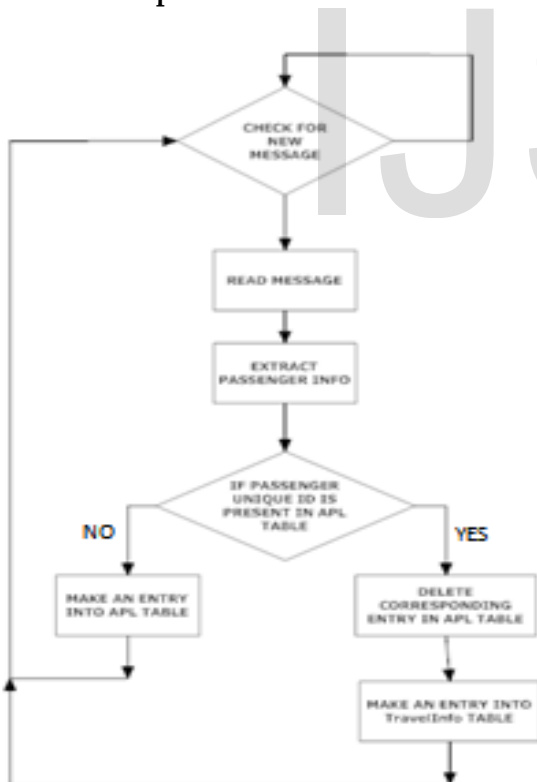 IJS
CHECK FOR
NEW
MESSAGE
READ MESSAGE
EXTRACT
PASSENGER INFO
IF PASSENGER
UNIQUE ID IS
PRESENT IN APL
TABLE
NO
YES
MAKE AN ENTRY
INTO APL TABLE
DELETE
CORRESPONDING
ENTRY IN APL TABLE
MAKE AN ENTRY INTO
TravelInfo TABLE